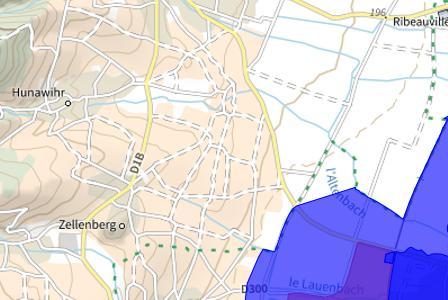 196
Ribeauvillé
Hunawihr
D1B
l'Altenbach
Zellenberg
D300
le Lauenbach